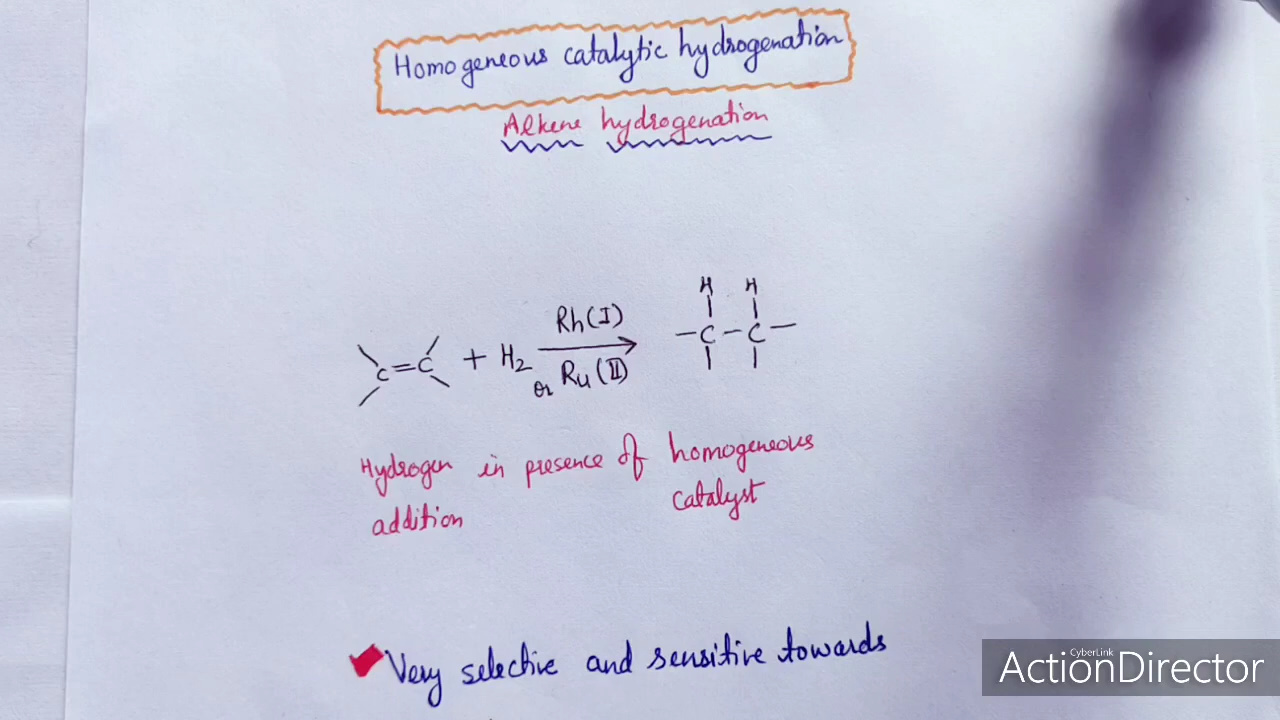 Homogeneous catalytic hydrogenation
Alkene hydrogenation
H H
Rh(I)
C=C + H2 -C-C-
or Ru(II)
Hydrogen in presence of homogeneous
addition catalyst
Very selective and sensitive towards
CyberLink
ActionDirector